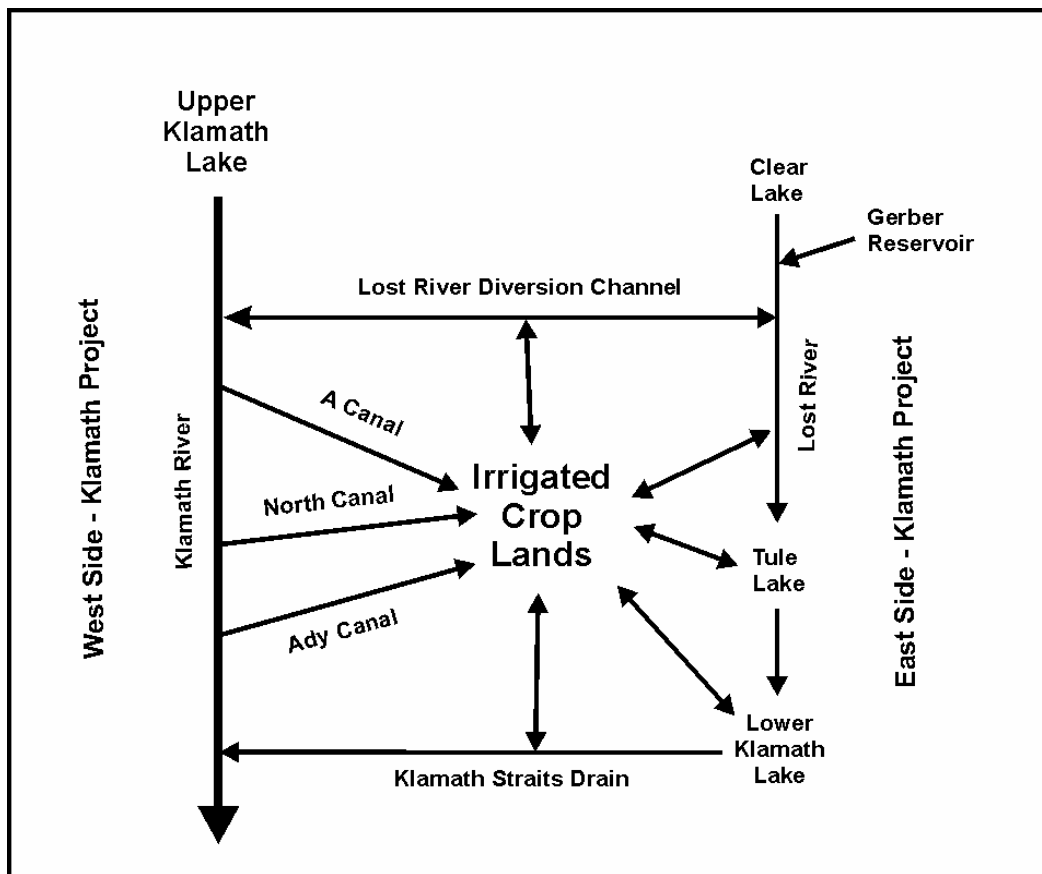 Upper
Klamath
Lake
Clear
Lake
Gerber
Reservoir
Lost River Diversion Channel
West Side - Klamath Project
Klamath River
A Canal
North Canal
Ady Canal
Irrigated
Crop
Lands
Lost River
East Side - Klamath Project
Tule
Lake
Lower
Klamath
Lake
Klamath Straits Drain